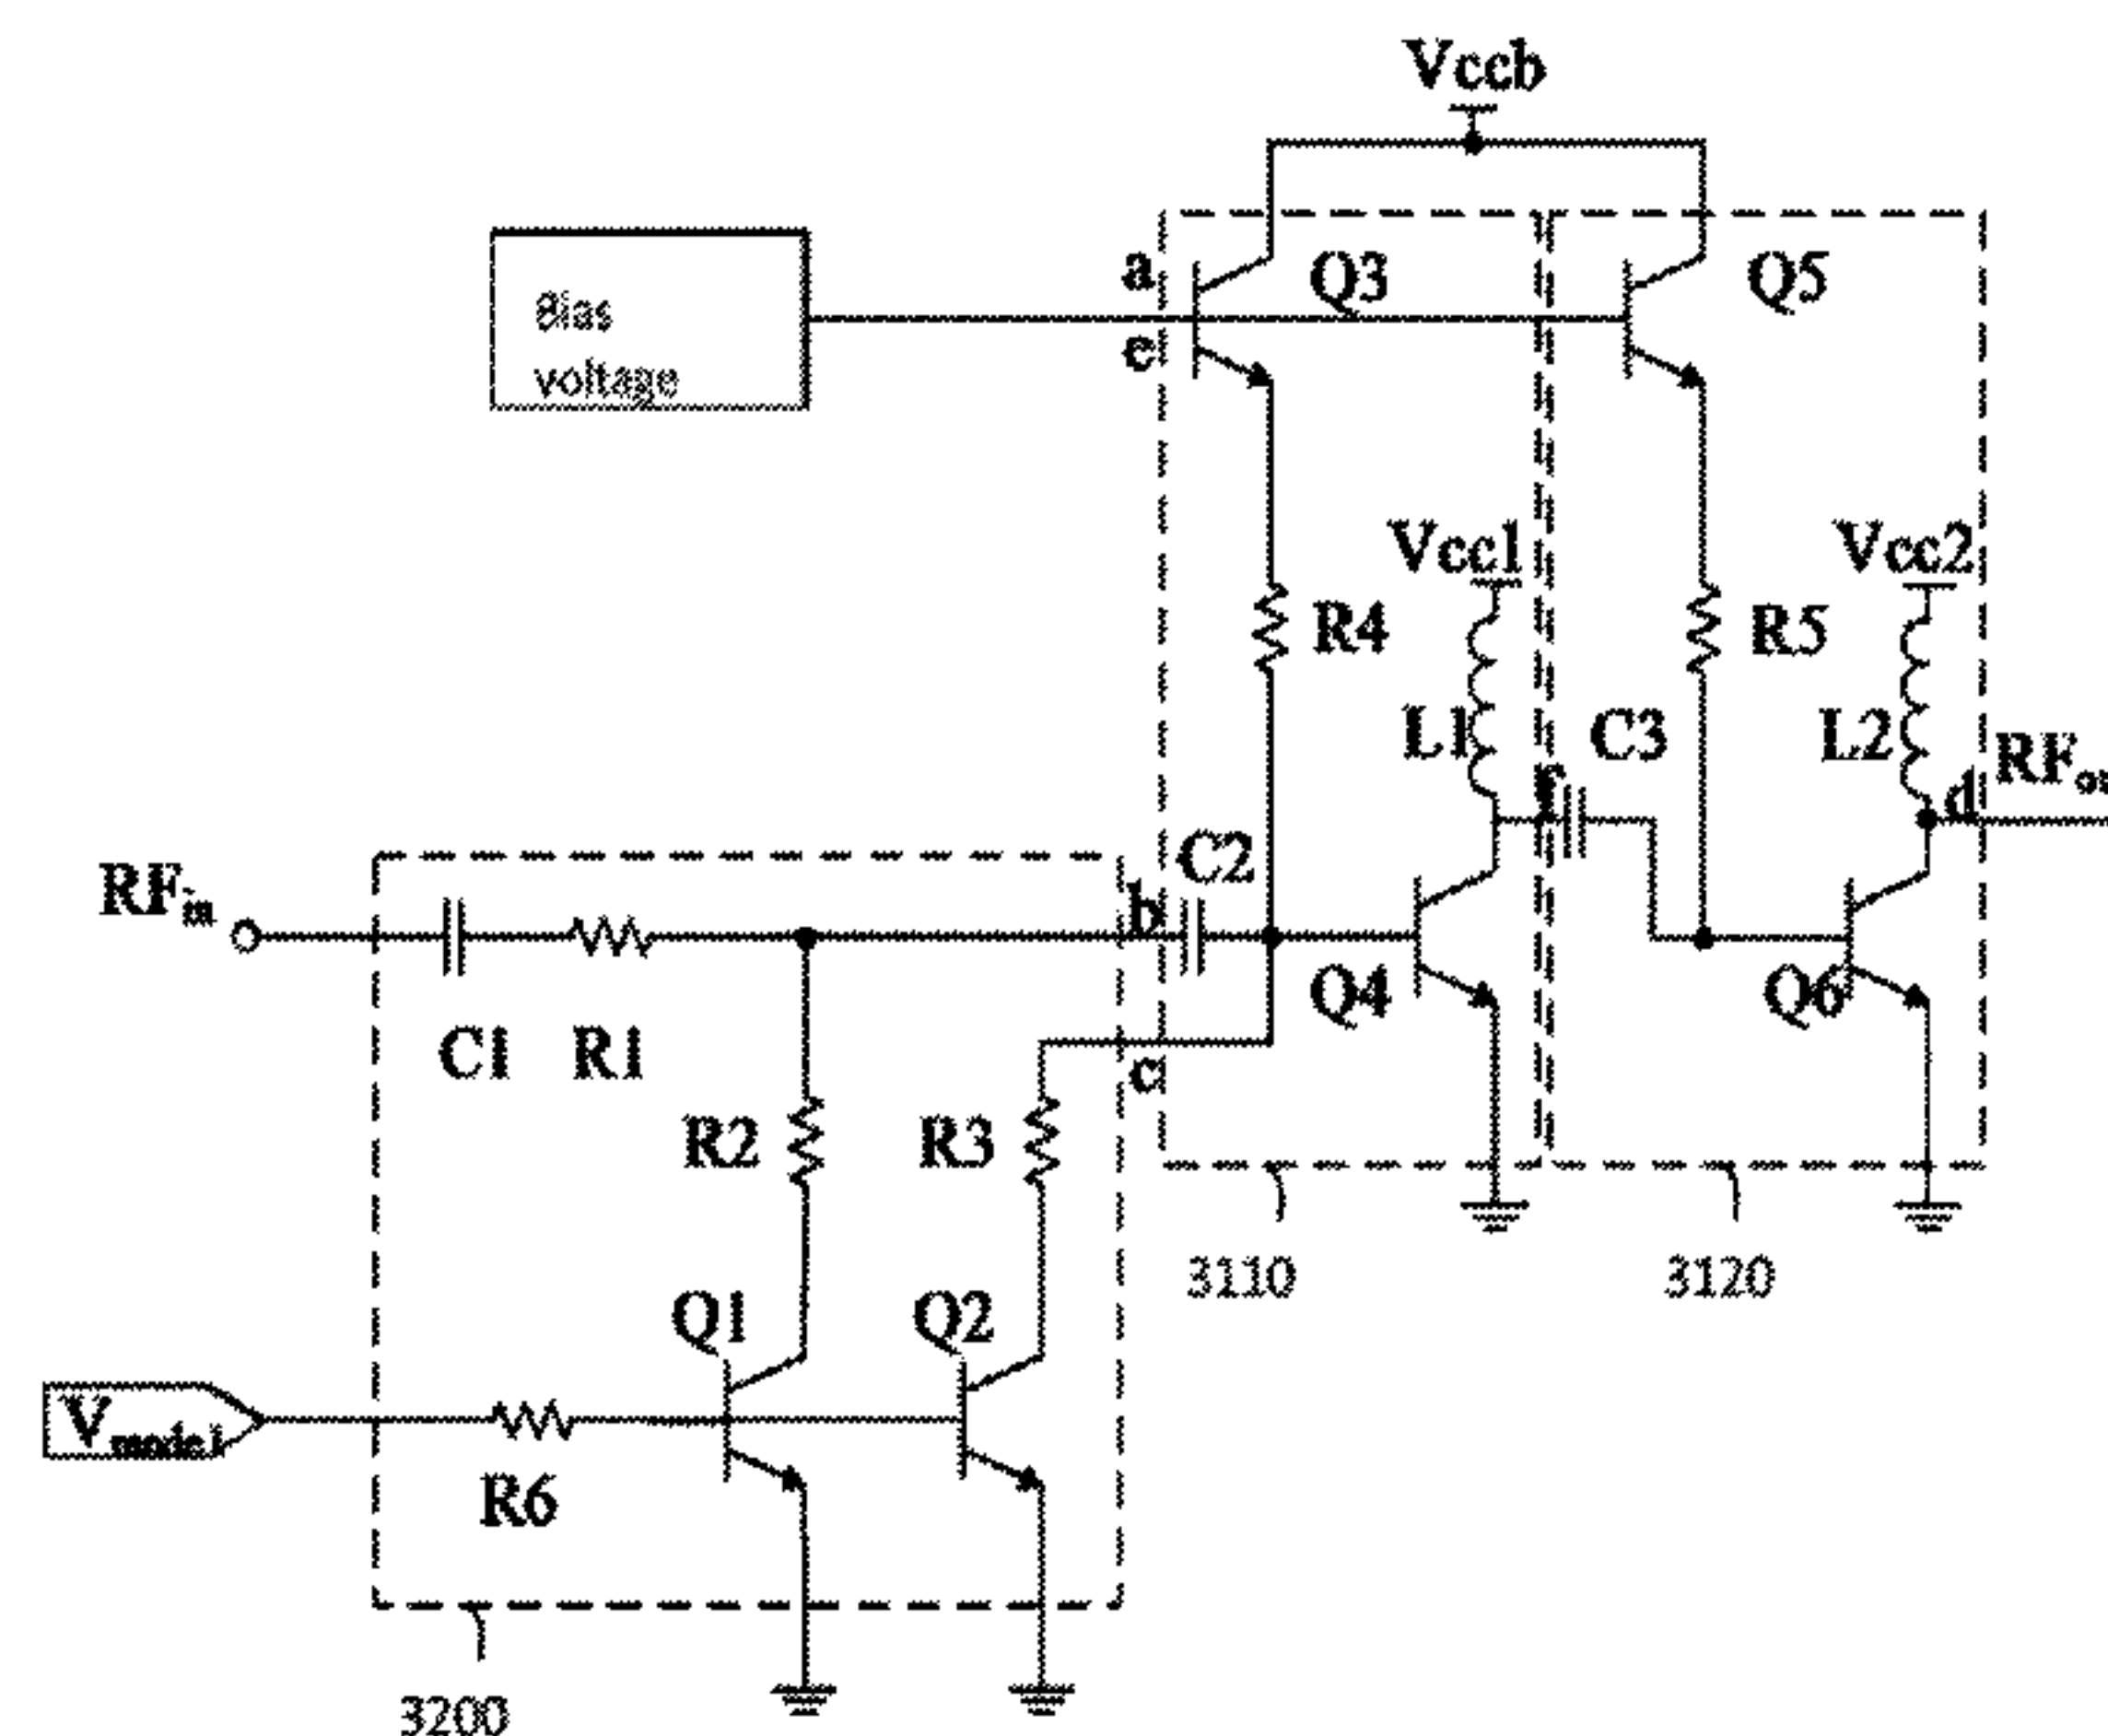 Vccb
a
Q3
Q5
Bias
voltage
e
Vcc1
Vcc2
R4
R5
L1
C3
L2
RF
f
d
C2
RFin
b
Q4
Q6
C1
R1
c
R2
R3
3110
3120
Q1
Q2
Vmode1
R6
3200